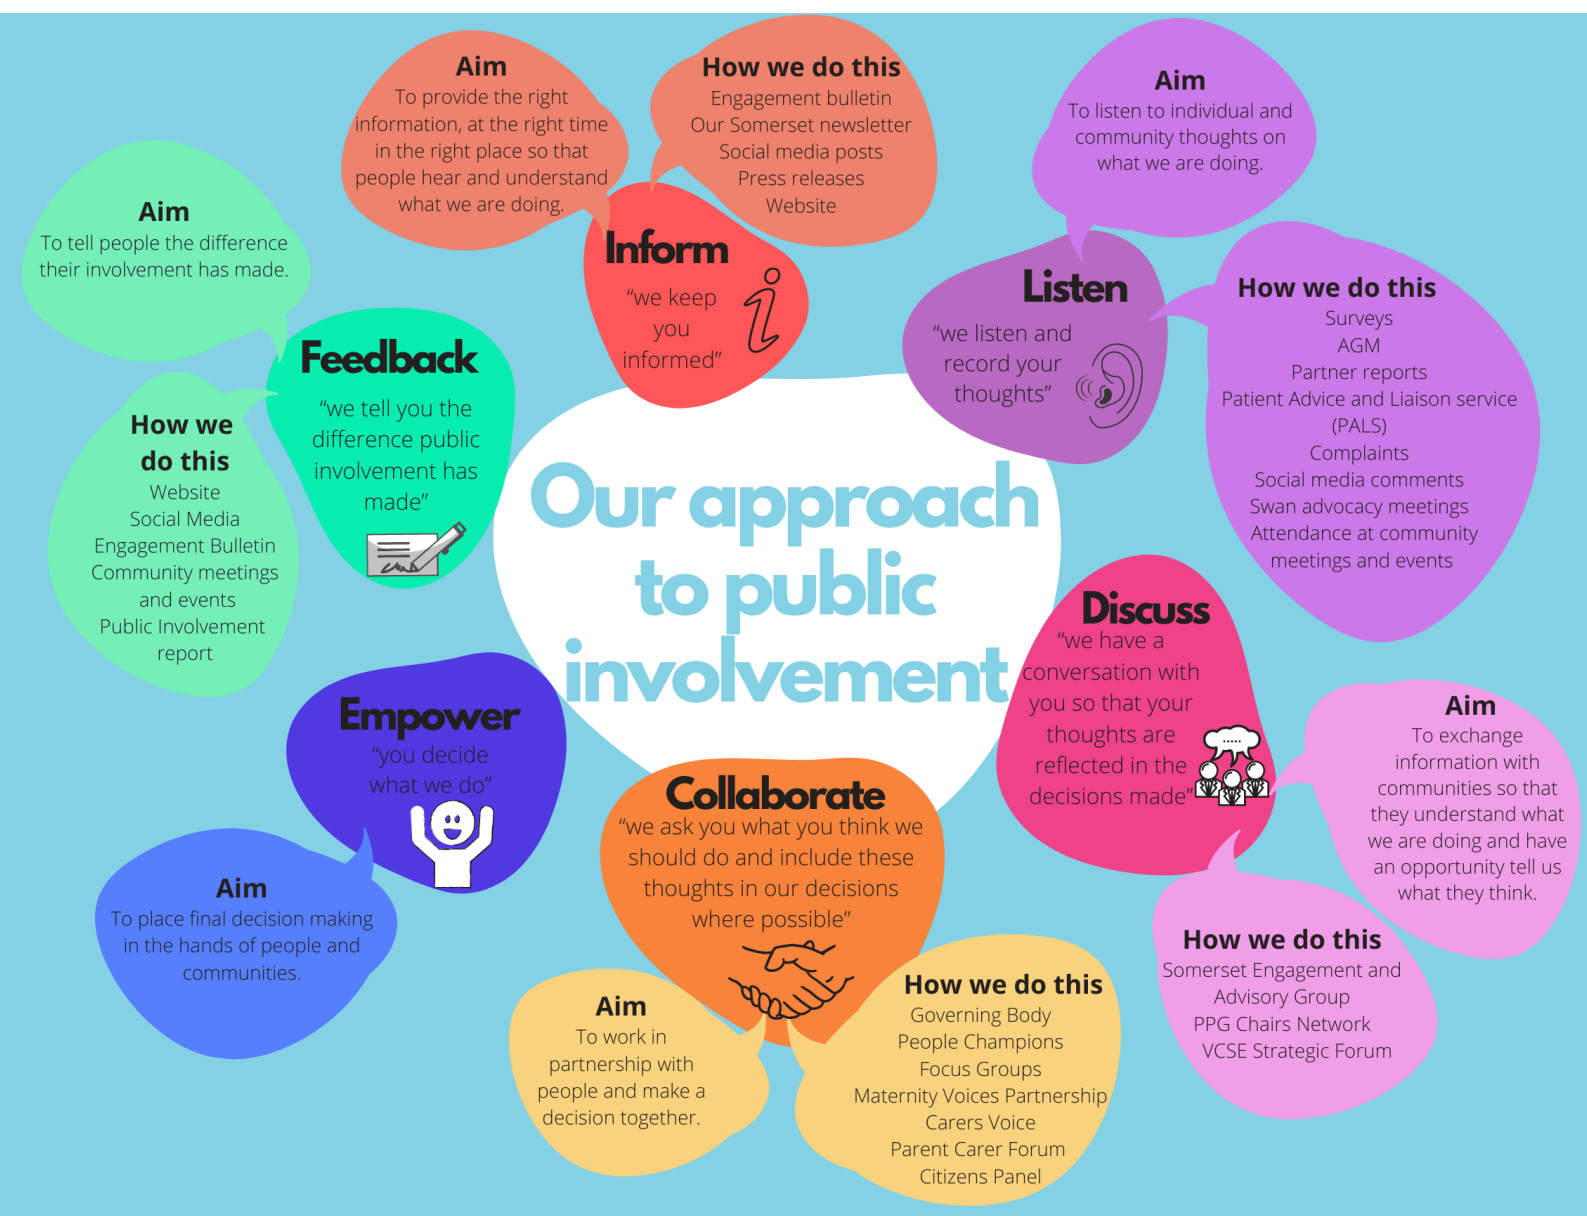 Our approach
to public
involvement
Inform
“we keep
you
informed”
Aim
To provide the right
information, at the right time
in the right place so that
people hear and understand
what we are doing.
How we do this
Engagement bulletin
Our Somerset newsletter
Social media posts
Press releases
Website
Listen
“we listen and
record your
thoughts”
Aim
To listen to individual and
community thoughts on
what we are doing.
How we do this
Surveys
AGM
Partner reports
Patient Advice and Liaison service
(PALS)
Complaints
Social media comments
Swan advocacy meetings
Attendance at community
meetings and events
Discuss
“we have a
conversation with
you so that your
thoughts are
reflected in the
decisions made”
Aim
To exchange
information with
communities so that
they understand what
we are doing and have
an opportunity tell us
what they think.
How we do this
Somerset Engagement and
Advisory Group
PPG Chairs Network
VCSE Strategic Forum
Collaborate
“we ask you what you think we
should do and include these
thoughts in our decisions
where possible”
Aim
To work in
partnership with
people and make a
decision together.
How we do this
Governing Body
People Champions
Focus Groups
Maternity Voices Partnership
Carers Voice
Parent Carer Forum
Citizens Panel
Empower
“you decide
what we do”
Aim
To place final decision making
in the hands of people and
communities.
Feedback
“we tell you the
difference public
involvement has
made”
Aim
To tell people the difference
their involvement has made.
How we
do this
Website
Social Media
Engagement Bulletin
Community meetings
and events
Public Involvement
report